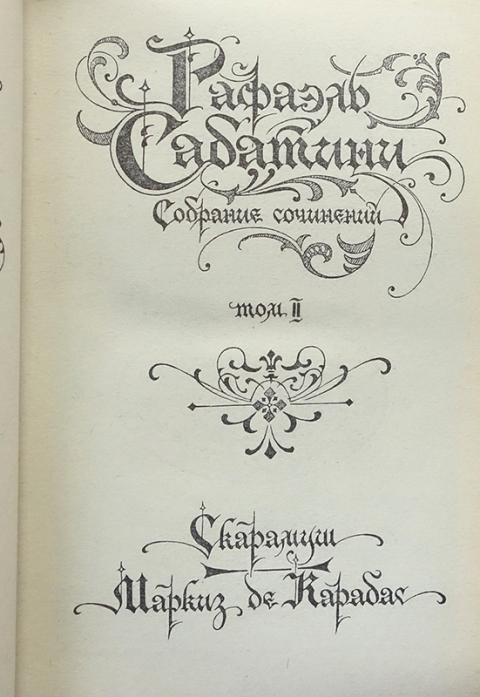 Рафаэль
Сабатини
Собрание сочинений
том II
Скарамуш
Маркиз де Карабас